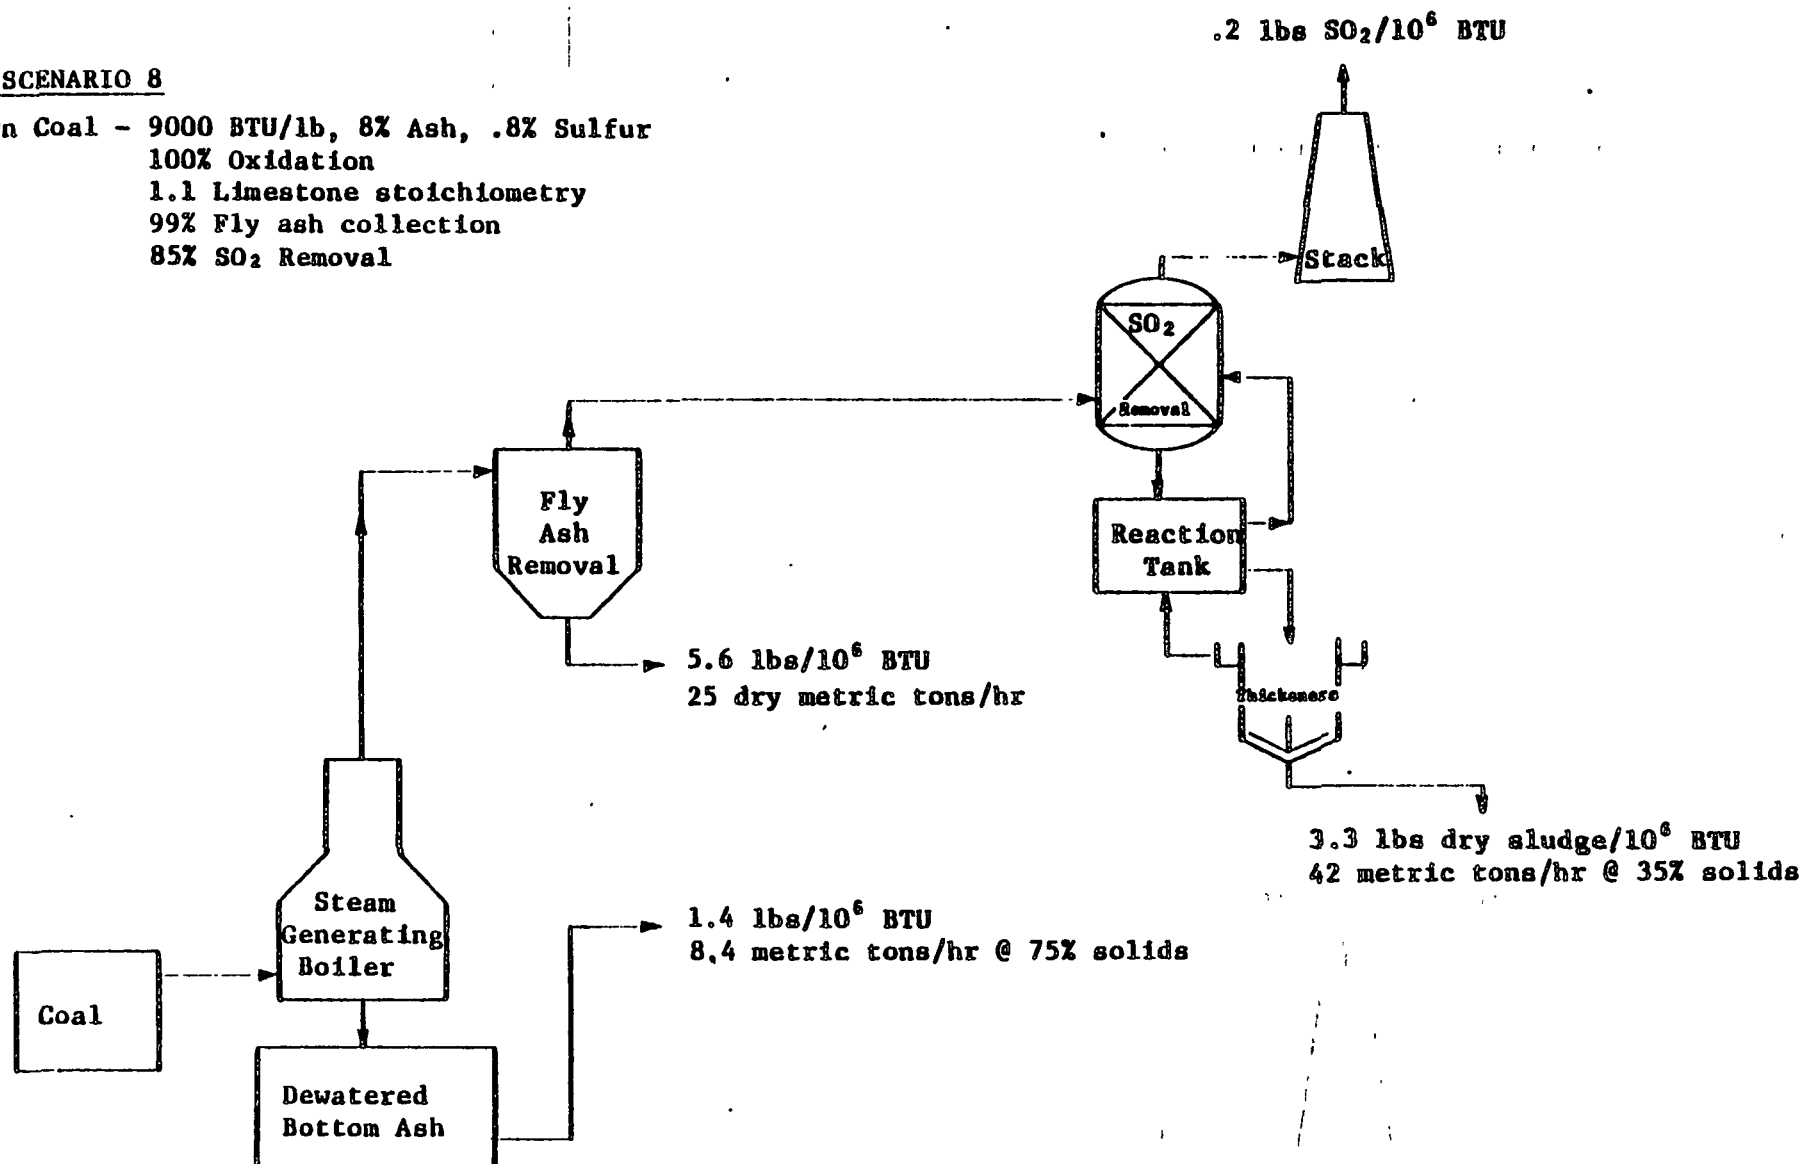 .2 lbs SO₂/10⁶ BTU
SCENARIO 8
n Coal - 9000 BTU/lb, 8% Ash, .8% Sulfur
100% Oxidation
1.1 Limestone stoichiometry
99% Fly ash collection
85% SO₂ Removal
Stack
SO₂
Removal
Fly
Ash
Removal
Reaction
Tank
5.6 lbs/10⁶ BTU
25 dry metric tons/hr
Thickeners
3.3 lbs dry sludge/10⁶ BTU
42 metric tons/hr @ 35% solids
Steam
Generating
Boiler
1.4 lbs/10⁶ BTU
8.4 metric tons/hr @ 75% solids
Coal
Dewatered
Bottom Ash